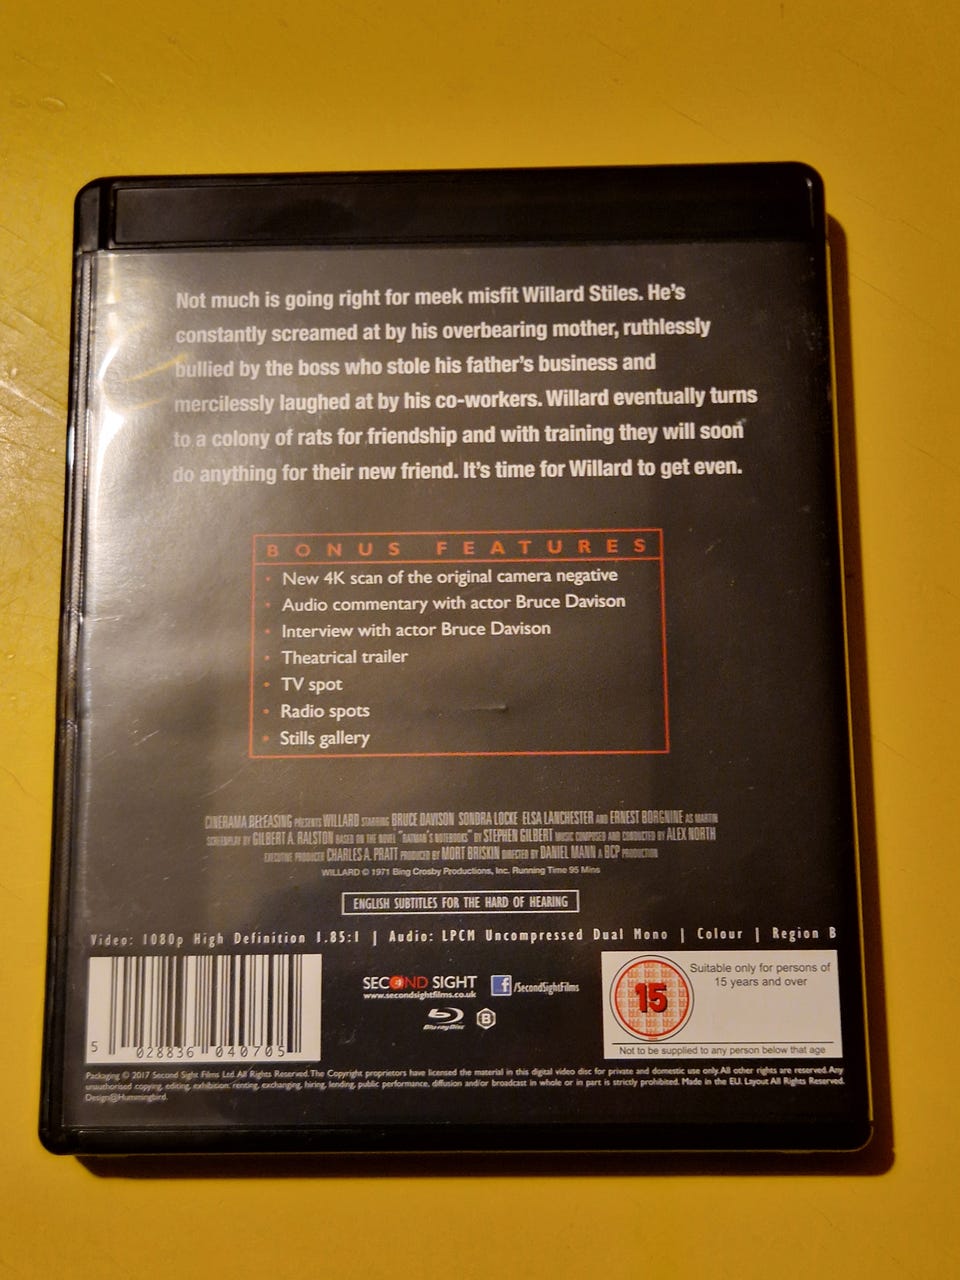 Not much is going right for meek misfit Willard Stiles. He's
constantly screamed at by his overbearing mother, ruthlessly
bullied by the boss who stole his father's business and
mercilessly laughed at by his co-workers. Willard eventually turns
to a colony of rats for friendship and with training they will soon
do anything for their new friend. It's time for Willard to get even.
BONUS FEATURES
• New 4K scan of the original camera negative
• Audio commentary with actor Bruce Davison
• Interview with actor Bruce Davison
• Theatrical trailer
• TV spot
• Radio spots
• Stills gallery
CINERAMA RELEASING PRESENTS WILLARD STARRING BRUCE DAVISON SONDRA LOCKE ELSA LANCHESTER AND ERNEST BORGNINE AS MARTIN
SCREENPLAY BY GILBERT A. RALSTON BASED ON THE NOVEL "RATMAN'S NOTEBOOKS" BY STEPHEN GILBERT MUSIC COMPOSED AND CONDUCTED BY ALEX NORTH
EXECUTIVE PRODUCER CHARLES A. PRATT PRODUCED BY MORT BRISKIN DIRECTED BY DANIEL MANN A BCP PRODUCTION
WILLARD © 1971 Bing Crosby Productions, Inc. Running Time 95 Mins
ENGLISH SUBTITLES FOR THE HARD OF HEARING
Video: 1080p High Definition 1.85:1 | Audio: LPCM Uncompressed Dual Mono | Colour | Region B
5 028836 040705
SECOND SIGHT
www.secondsightfilms.co.uk
f /SecondSightFilms
Blu-ray Disc
B
15
Suitable only for persons of
15 years and over
Not to be supplied to any person below that age
Packaging © 2017 Second Sight Films Ltd. All Rights Reserved. The Copyright proprietors have licensed the material in this digital video disc for private and domestic use only. All other rights are reserved. Any
unauthorised copying, editing, exhibition, renting, exchanging, hiring, lending, public performance, diffusion and/or broadcast in whole or in part is strictly prohibited. Made in the EU. Layout All Rights Reserved.
Design@Hummingbird.